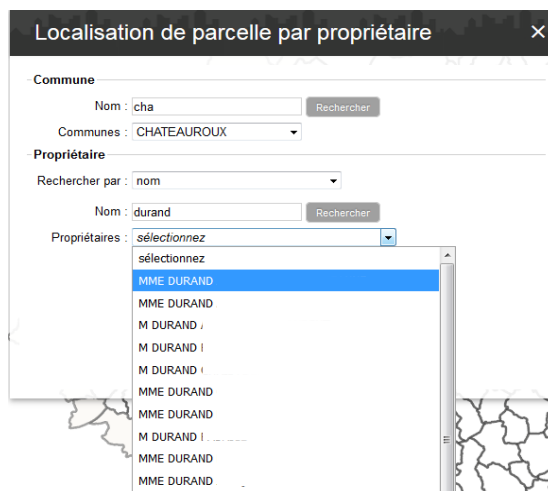 Localisation de parcelle par propriétaire ×
Commune
Nom : cha Rechercher
Communes : CHATEAUROUX
Propriétaire
Rechercher par : nom
Nom : durand Rechercher
Propriétaires : sélectionnez
sélectionnez
MME DURAND
MME DURAND
M DURAND
M DURAND
M DURAND
MME DURAND
MME DURAND
M DURAND
MME DURAND
MME DURAND